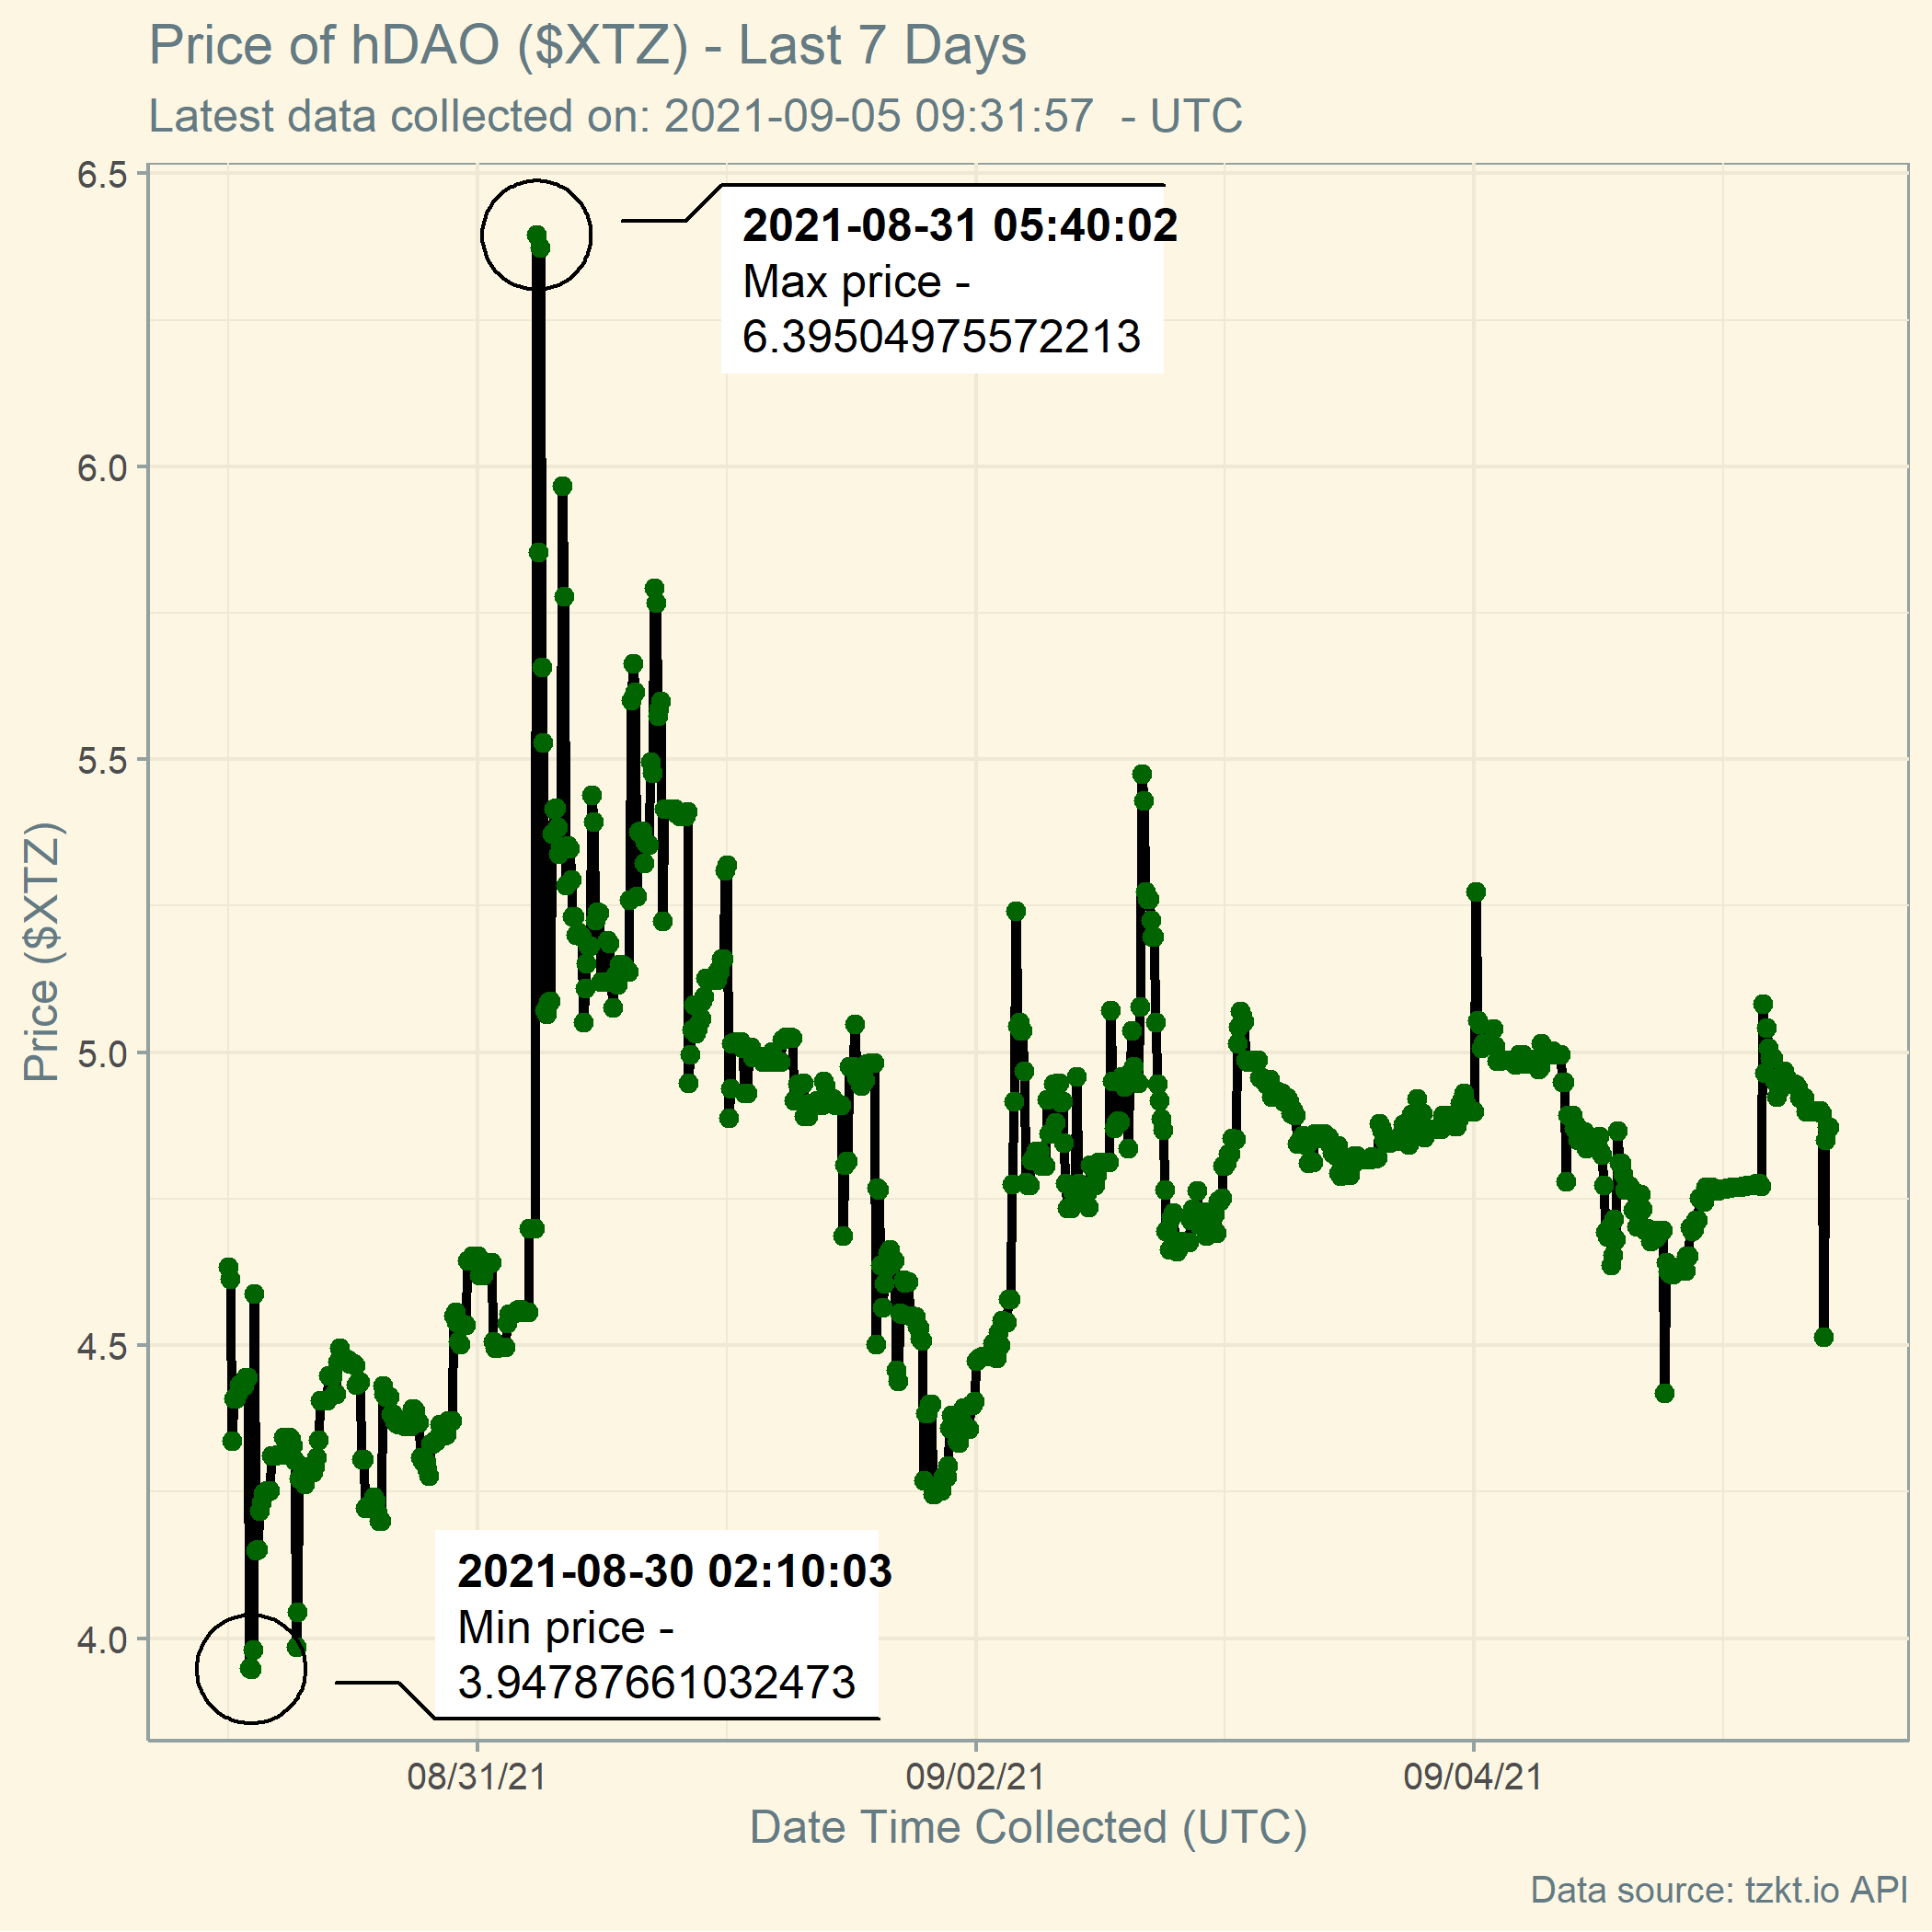 Price of hDAO ($XTZ) - Last 7 Days
Latest data collected on: 2021-09-05 09:31:57  - UTC
6.5
2021-08-31 05:40:02
Max price -
6.39504975572213
6.0
5.5
Price ($XTZ)
5.0
4.5
2021-08-30 02:10:03
Min price -
3.94787661032473
4.0
08/31/21
09/02/21
09/04/21
Date Time Collected (UTC)
Data source: tzkt.io API